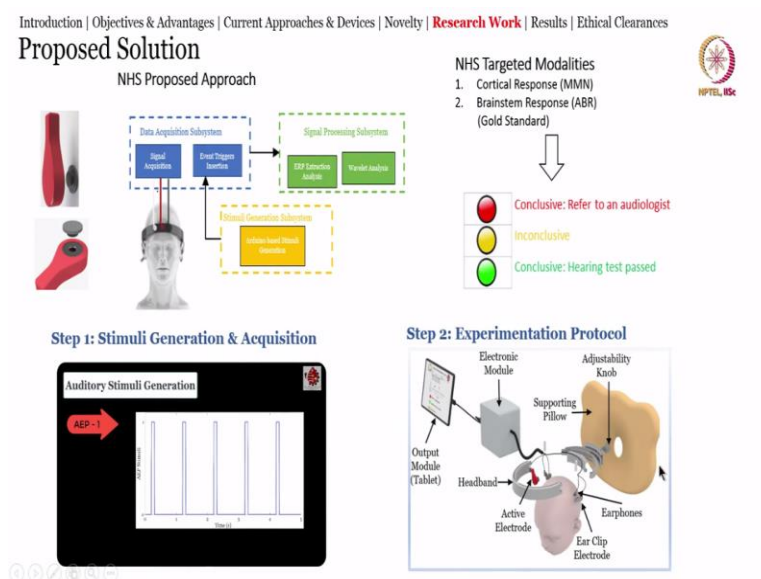 Introduction | Objectives & Advantages | Current Approaches & Devices | Novelty | Research Work | Results | Ethical Clearances
Proposed Solution
NHS Proposed Approach
Data Acquisition Subsystem
Signal
Acquisition
Event Triggers
Insertion
Signal Processing Subsystem
ERP Extraction
Analysis
Wavelet Analysis
Stimuli Generation Subsystem
Arduino based Stimuli
Generation
NHS Targeted Modalities
1. Cortical Response (MMN)
2. Brainstem Response (ABR)
(Gold Standard)
NPTEL, IISc
Conclusive: Refer to an audiologist
Inconclusive
Conclusive: Hearing test passed
Step 1: Stimuli Generation & Acquisition
Auditory Stimuli Generation
AEP - 1
Time (s)
Step 2: Experimentation Protocol
Electronic
Module
Adjustability
Knob
Supporting
Pillow
Output
Module
(Tablet)
Headband
Active
Electrode
Earphones
Ear Clip
Electrode